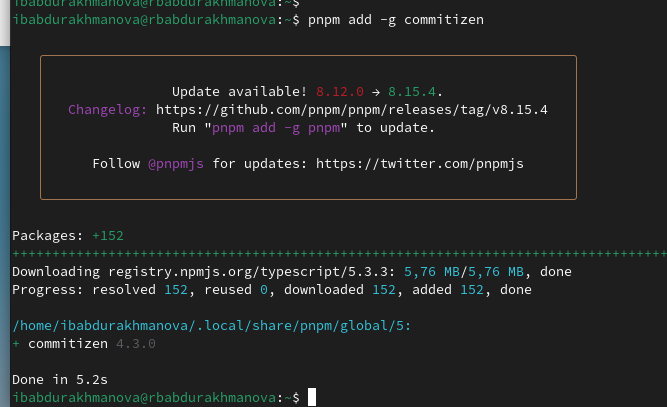 ibabdurakhmanova@rbabdurakhmanova:~$
ibabdurakhmanova@rbabdurakhmanova:~$ pnpm add -g commitizen
Update available! 8.12.0 → 8.15.4.
Changelog: https://github.com/pnpm/pnpm/releases/tag/v8.15.4
Run "pnpm add -g pnpm" to update.
Follow @pnpmjs for updates: https://twitter.com/pnpmjs
Packages: +152
++++++++++++++++++++++++++++++++++++++++++++++++++++++++++++++++++++++++++++++++++
Downloading registry.npmjs.org/typescript/5.3.3: 5,76 MB/5,76 MB, done
Progress: resolved 152, reused 0, downloaded 152, added 152, done
/home/ibabdurakhmanova/.local/share/pnpm/global/5:
+ commitizen 4.3.0
Done in 5.2s
ibabdurakhmanova@rbabdurakhmanova:~$